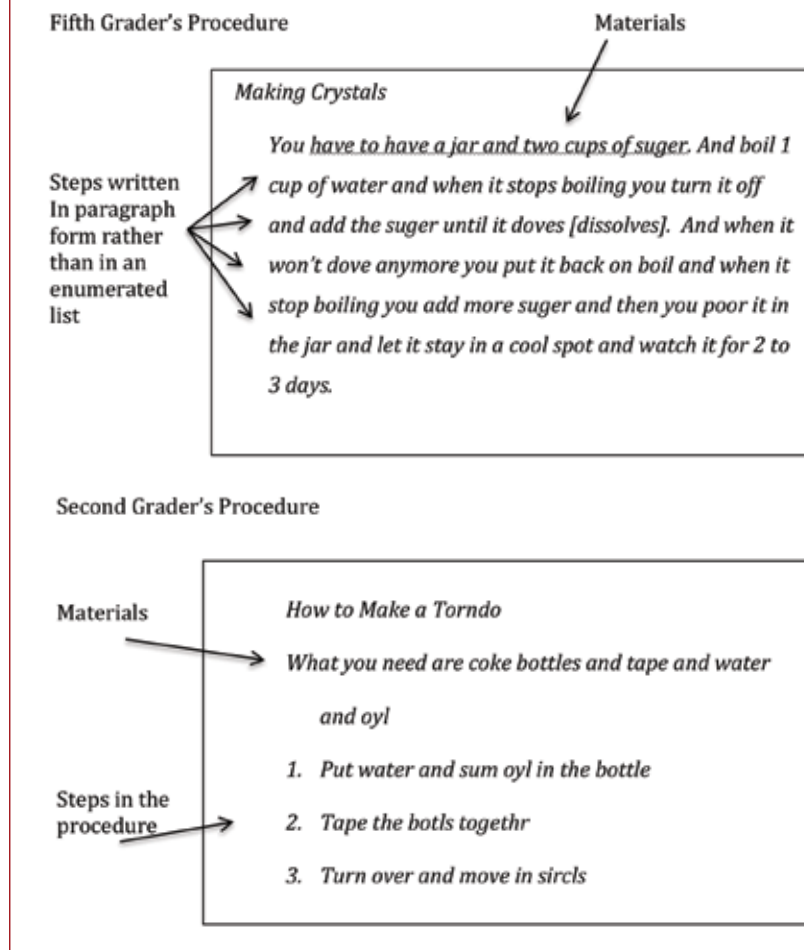 Fifth Grader's Procedure
Materials
Making Crystals
You have to have a jar and two cups of suger. And boil 1
cup of water and when it stops boiling you turn it off
and add the suger until it doves [dissolves]. And when it
won't dove anymore you put it back on boil and when it
stop boiling you add more suger and then you poor it in
the jar and let it stay in a cool spot and watch it for 2 to
3 days.
Steps written
In paragraph
form rather
than in an
enumerated
list
Second Grader's Procedure
Materials
How to Make a Torndo
What you need are coke bottles and tape and water
and oyl
1. Put water and sum oyl in the bottle
2. Tape the botls togethr
3. Turn over and move in sircls
Steps in the
procedure